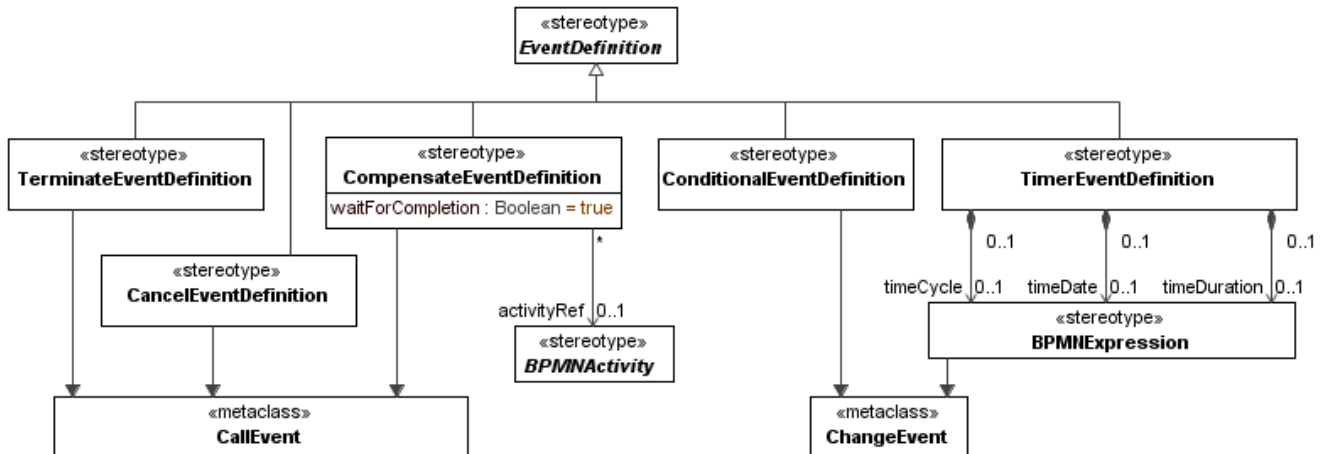 «stereotype»
EventDefinition
«stereotype»
TerminateEventDefinition
«stereotype»
CompensateEventDefinition
waitForCompletion : Boolean = true
«stereotype»
ConditionalEventDefinition
«stereotype»
TimerEventDefinition
*
0..1
0..1
0..1
«stereotype»
CancelEventDefinition
activityRef 0..1
timeCycle 0..1
timeDate 0..1
timeDuration 0..1
«stereotype»
BPMNActivity
«stereotype»
BPMNExpression
«metaclass»
CallEvent
«metaclass»
ChangeEvent